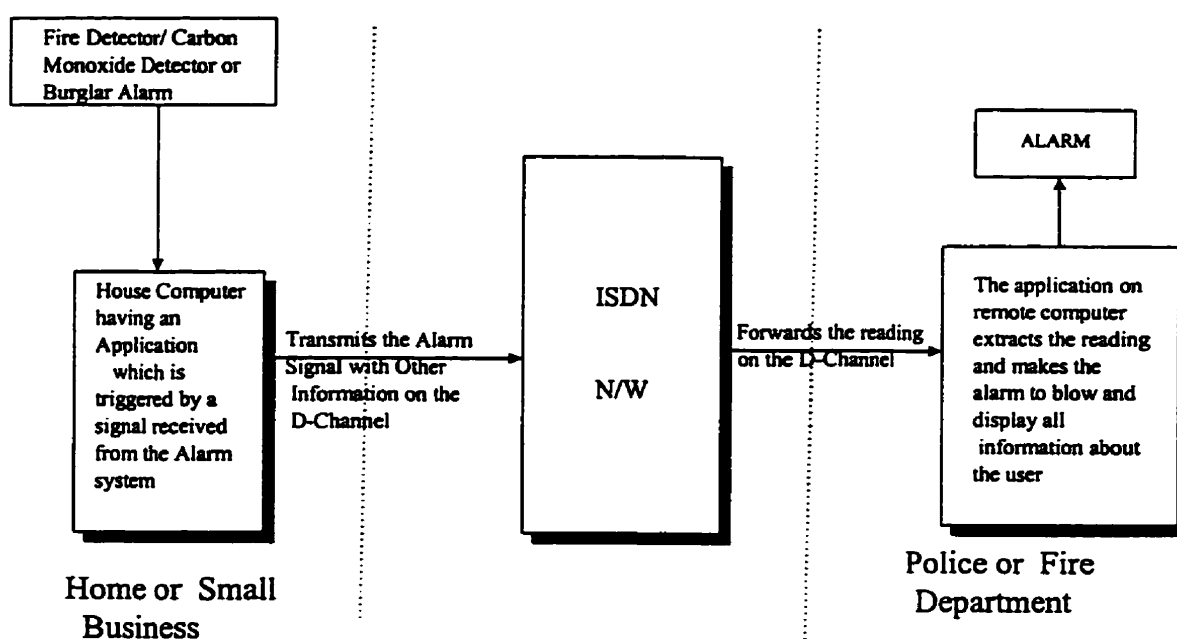 Fire Detector/ Carbon
Monoxide Detector or
Burglar Alarm
House Computer
having an
Application
which is
triggered by a
signal received
from the Alarm
system
Home or Small
Business
Transmits the Alarm
Signal with Other
Information on the
D-Channel
ISDN
N/W
Forwards the reading
on the D-Channel
ALARM
The application on
remote computer
extracts the reading
and makes the
alarm to blow and
display all
information about
the user
Police or Fire
Department